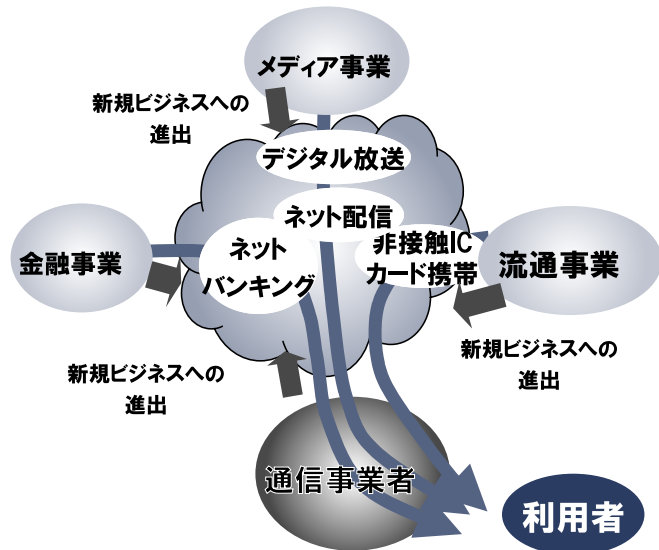 メディア事業
新規ビジネスへの
進出
デジタル放送
ネット配信
ネット
バンキング
非接触IC
カード携帯
金融事業
流通事業
新規ビジネスへの
進出
新規ビジネスへの
進出
通信事業者
利用者